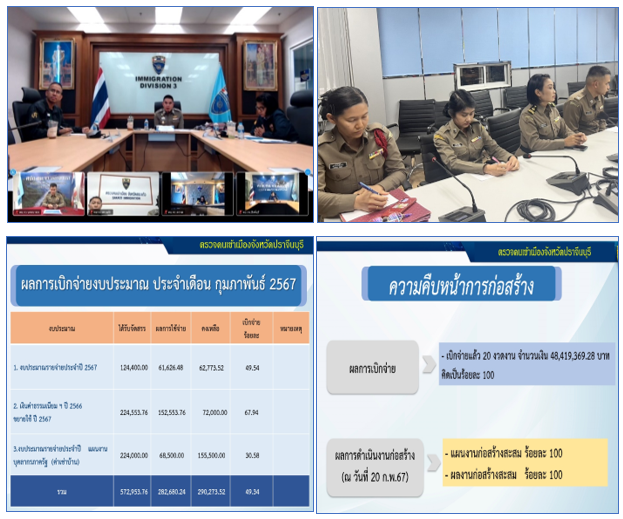 IMMIGRATION
DIVISION 3
ตรวจคนเข้าเมืองจังหวัดปราจีนบุรี
ผลการเบิกจ่ายงบประมาณ ประจำเดือน กุมภาพันธ์ 2567
งบประมาณ ได้รับจัดสรร ผลการใช้จ่าย คงเหลือ เบิกจ่าย ร้อยละ หมายเหตุ
1. งบประมาณรายจ่ายประจำปี 2567 124,400.00 61,626.48 62,773.52 49.54
2. เงินค่าธรรมเนียม ฯ ปี 2566
ขยายใช้ ปี 2567 224,553.76 152,553.76 72,000.00 67.94
3.งบประมาณรายจ่ายประจำปี แผนงาน
บุคลากรภาครัฐ (ค่าเช่าบ้าน) 224,000.00 68,500.00 155,500.00 30.58
รวม 572,953.76 282,680.24 290,273.52 49.34
ตรวจคนเข้าเมืองจังหวัดปราจีนบุรี
ความคืบหน้าการก่อสร้าง
ผลการเบิกจ่าย
- เบิกจ่ายแล้ว 20 งวดงาน จำนวนเงิน 48,419,369.28 บาท
คิดเป็นร้อยละ 100
ผลการดำเนินงานก่อสร้าง
(ณ วันที่ 20 ก.พ.67)
- แผนงานก่อสร้างสะสม ร้อยละ 100
- ผลงานก่อสร้างสะสม ร้อยละ 100